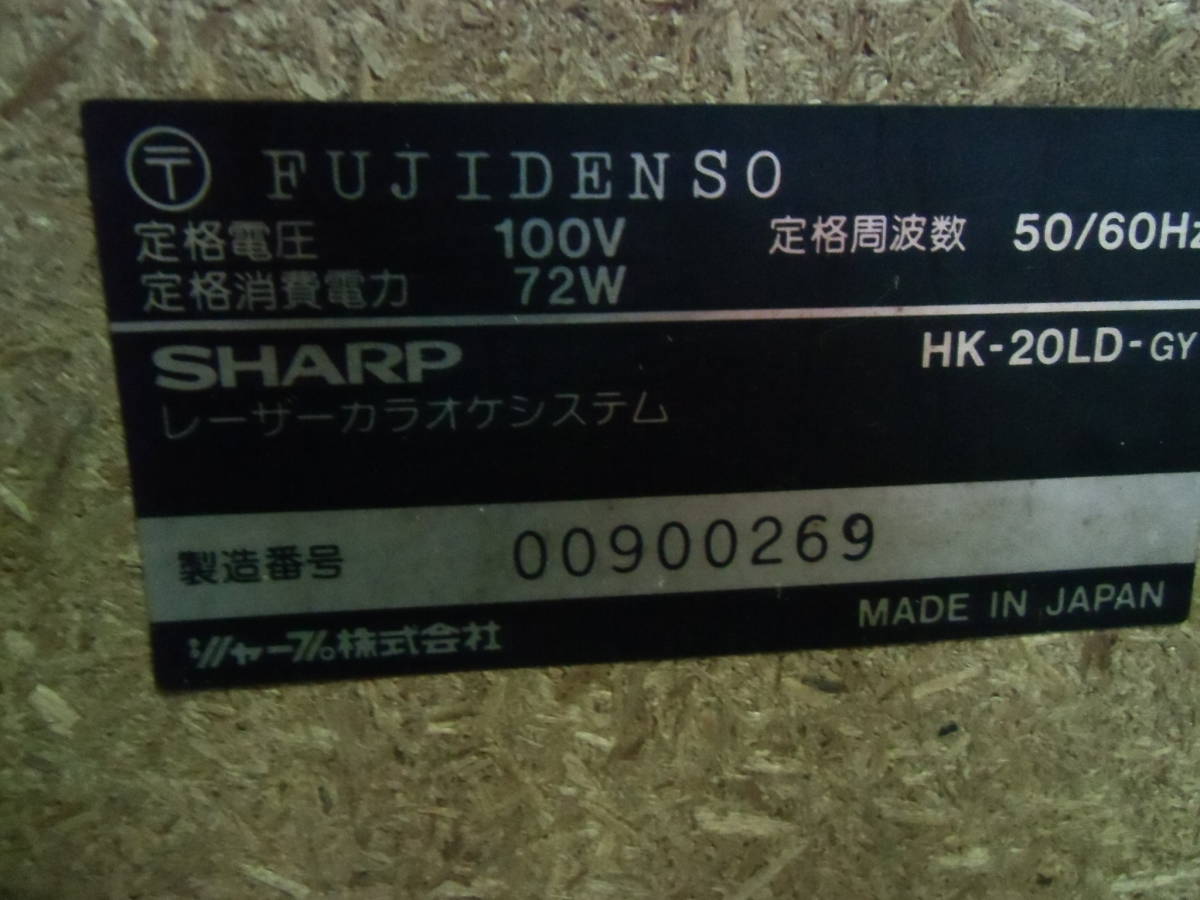 〒 FUJIDENSO
定格電圧 100V 定格周波数 50/60Hz
定格消費電力 72W
SHARP HK-20LD-GY
レーザーカラオケシステム
製造番号 00900269
シャープ株式会社 MADE IN JAPAN